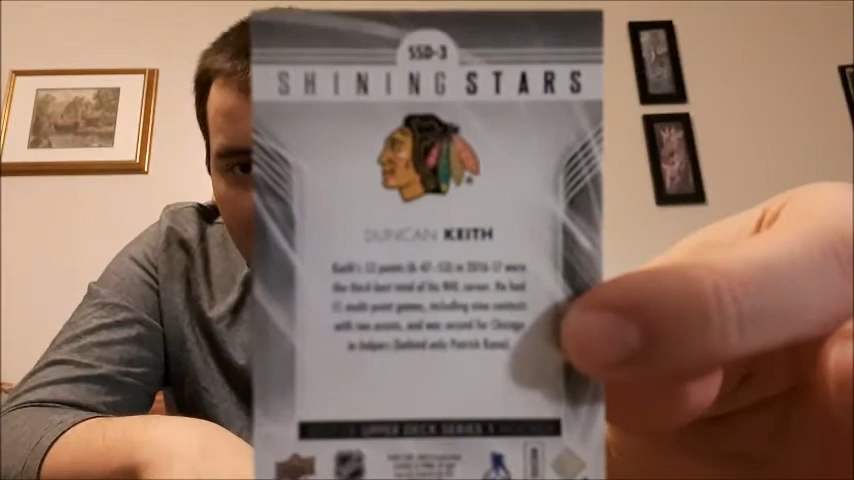 SSD-3
SHINING STARS
DUNCAN KEITH
Keith's 53 points (6-47—53) in 2016-17 were
the third-best total of his NHL career. He had
11 multi-point games, including nine contests
with two assists, and was second for Chicago
in helpers (behind only Patrick Kane).
UPPER DECK SERIES 1